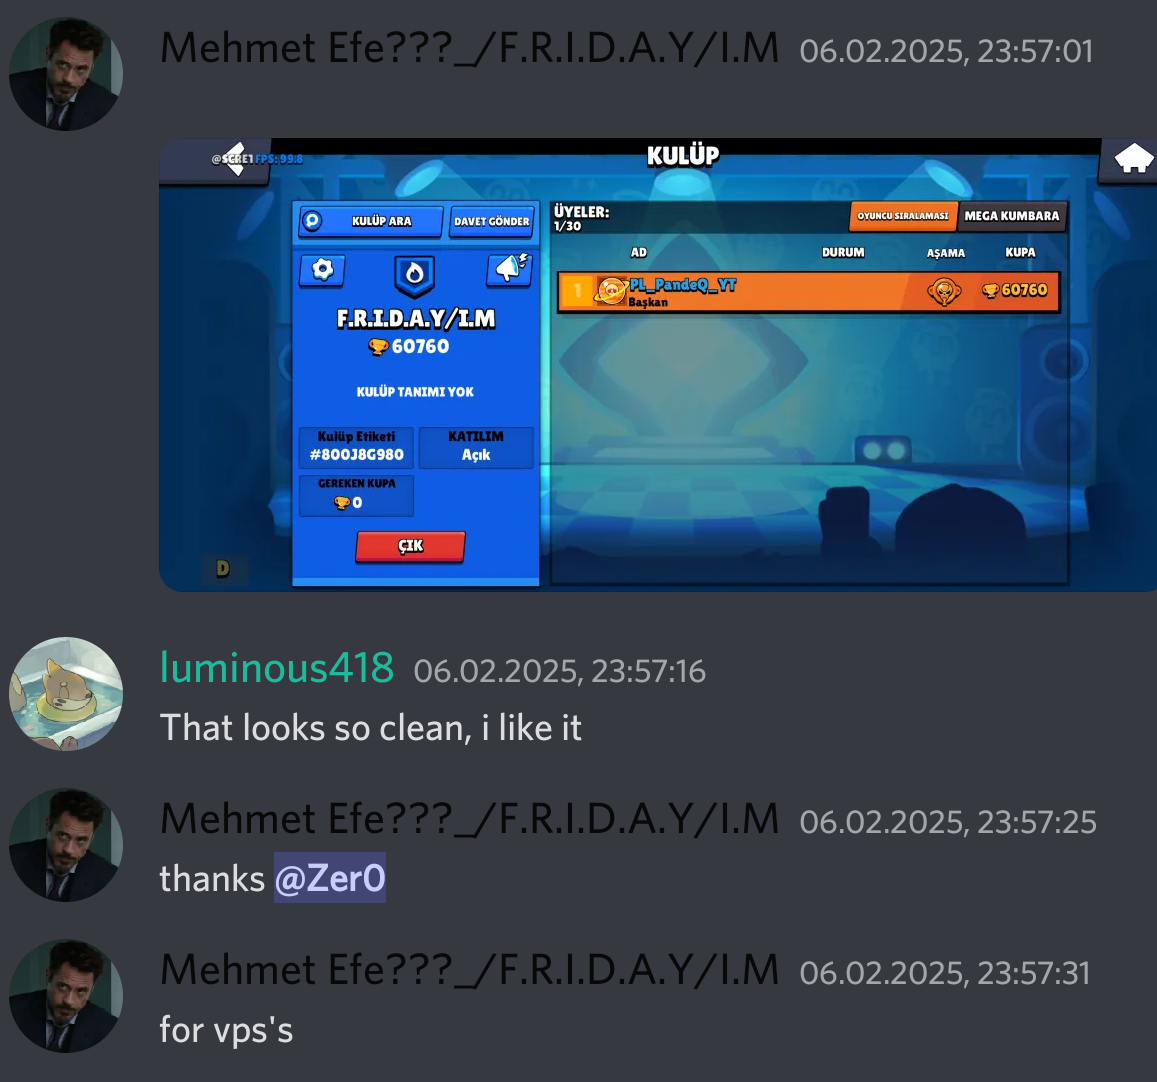 Mehmet Efe???_/F.R.I.D.A.Y/I.M 06.02.2025, 23:57:01
@SCRE1 FPS: 99.8
KULÜP
KULÜP ARA
DAVET GÖNDER
F.R.I.D.A.Y/I.M
60760
KULÜP TANIMI YOK
Kulüp Etiketi
#800J8G980
KATILIM
Açık
GEREKEN KUPA
0
ÇIK
D
ÜYELER:
1/30
OYUNCU SIRALAMASI
MEGA KUMBARA
AD DURUM AŞAMA KUPA
1 PL_PandeQ_YT 60760
Başkan
luminous418 06.02.2025, 23:57:16
That looks so clean, i like it
Mehmet Efe???_/F.R.I.D.A.Y/I.M 06.02.2025, 23:57:25
thanks @Zer0
Mehmet Efe???_/F.R.I.D.A.Y/I.M 06.02.2025, 23:57:31
for vps's